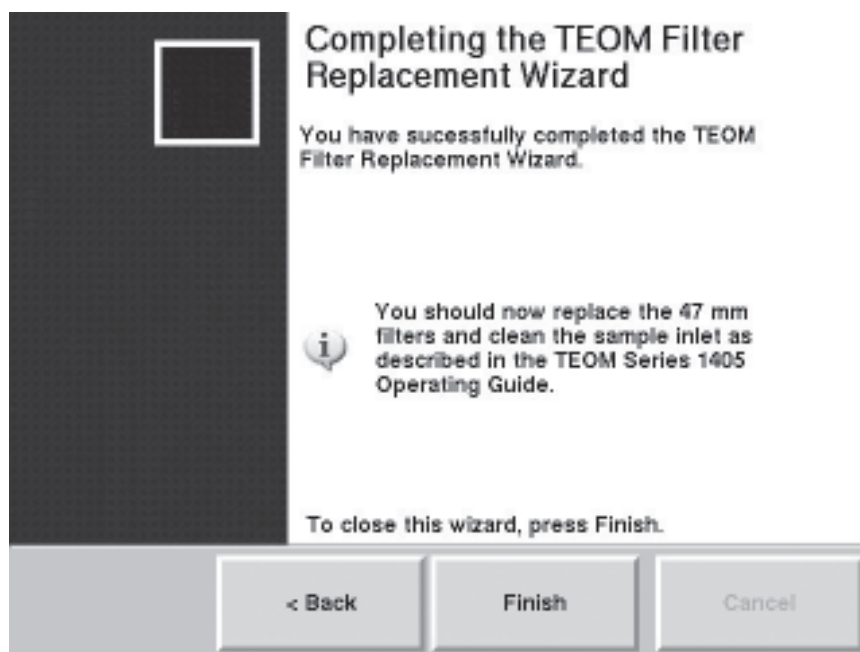 Completing the TEOM Filter
Replacement Wizard
You have sucessfully completed the TEOM
Filter Replacement Wizard.
You should now replace the 47 mm
filters and clean the sample inlet as
described in the TEOM Series 1405
Operating Guide.
To close this wizard, press Finish.
< Back
Finish
Cancel